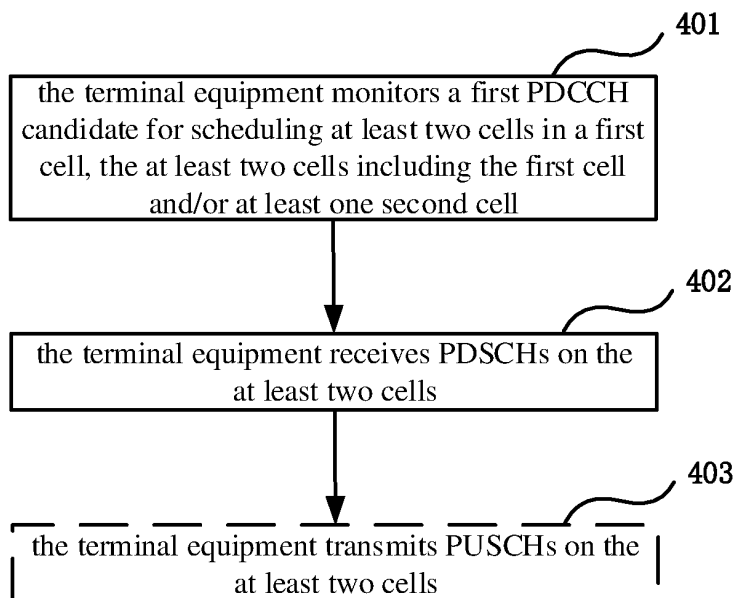 401
the terminal equipment monitors a first PDCCH
candidate for scheduling at least two cells in a first
cell, the at least two cells including the first cell
and/or at least one second cell
402
the terminal equipment receives PDSCHs on the
at least two cells
403
the terminal equipment transmits PUSCHs on the
at least two cells